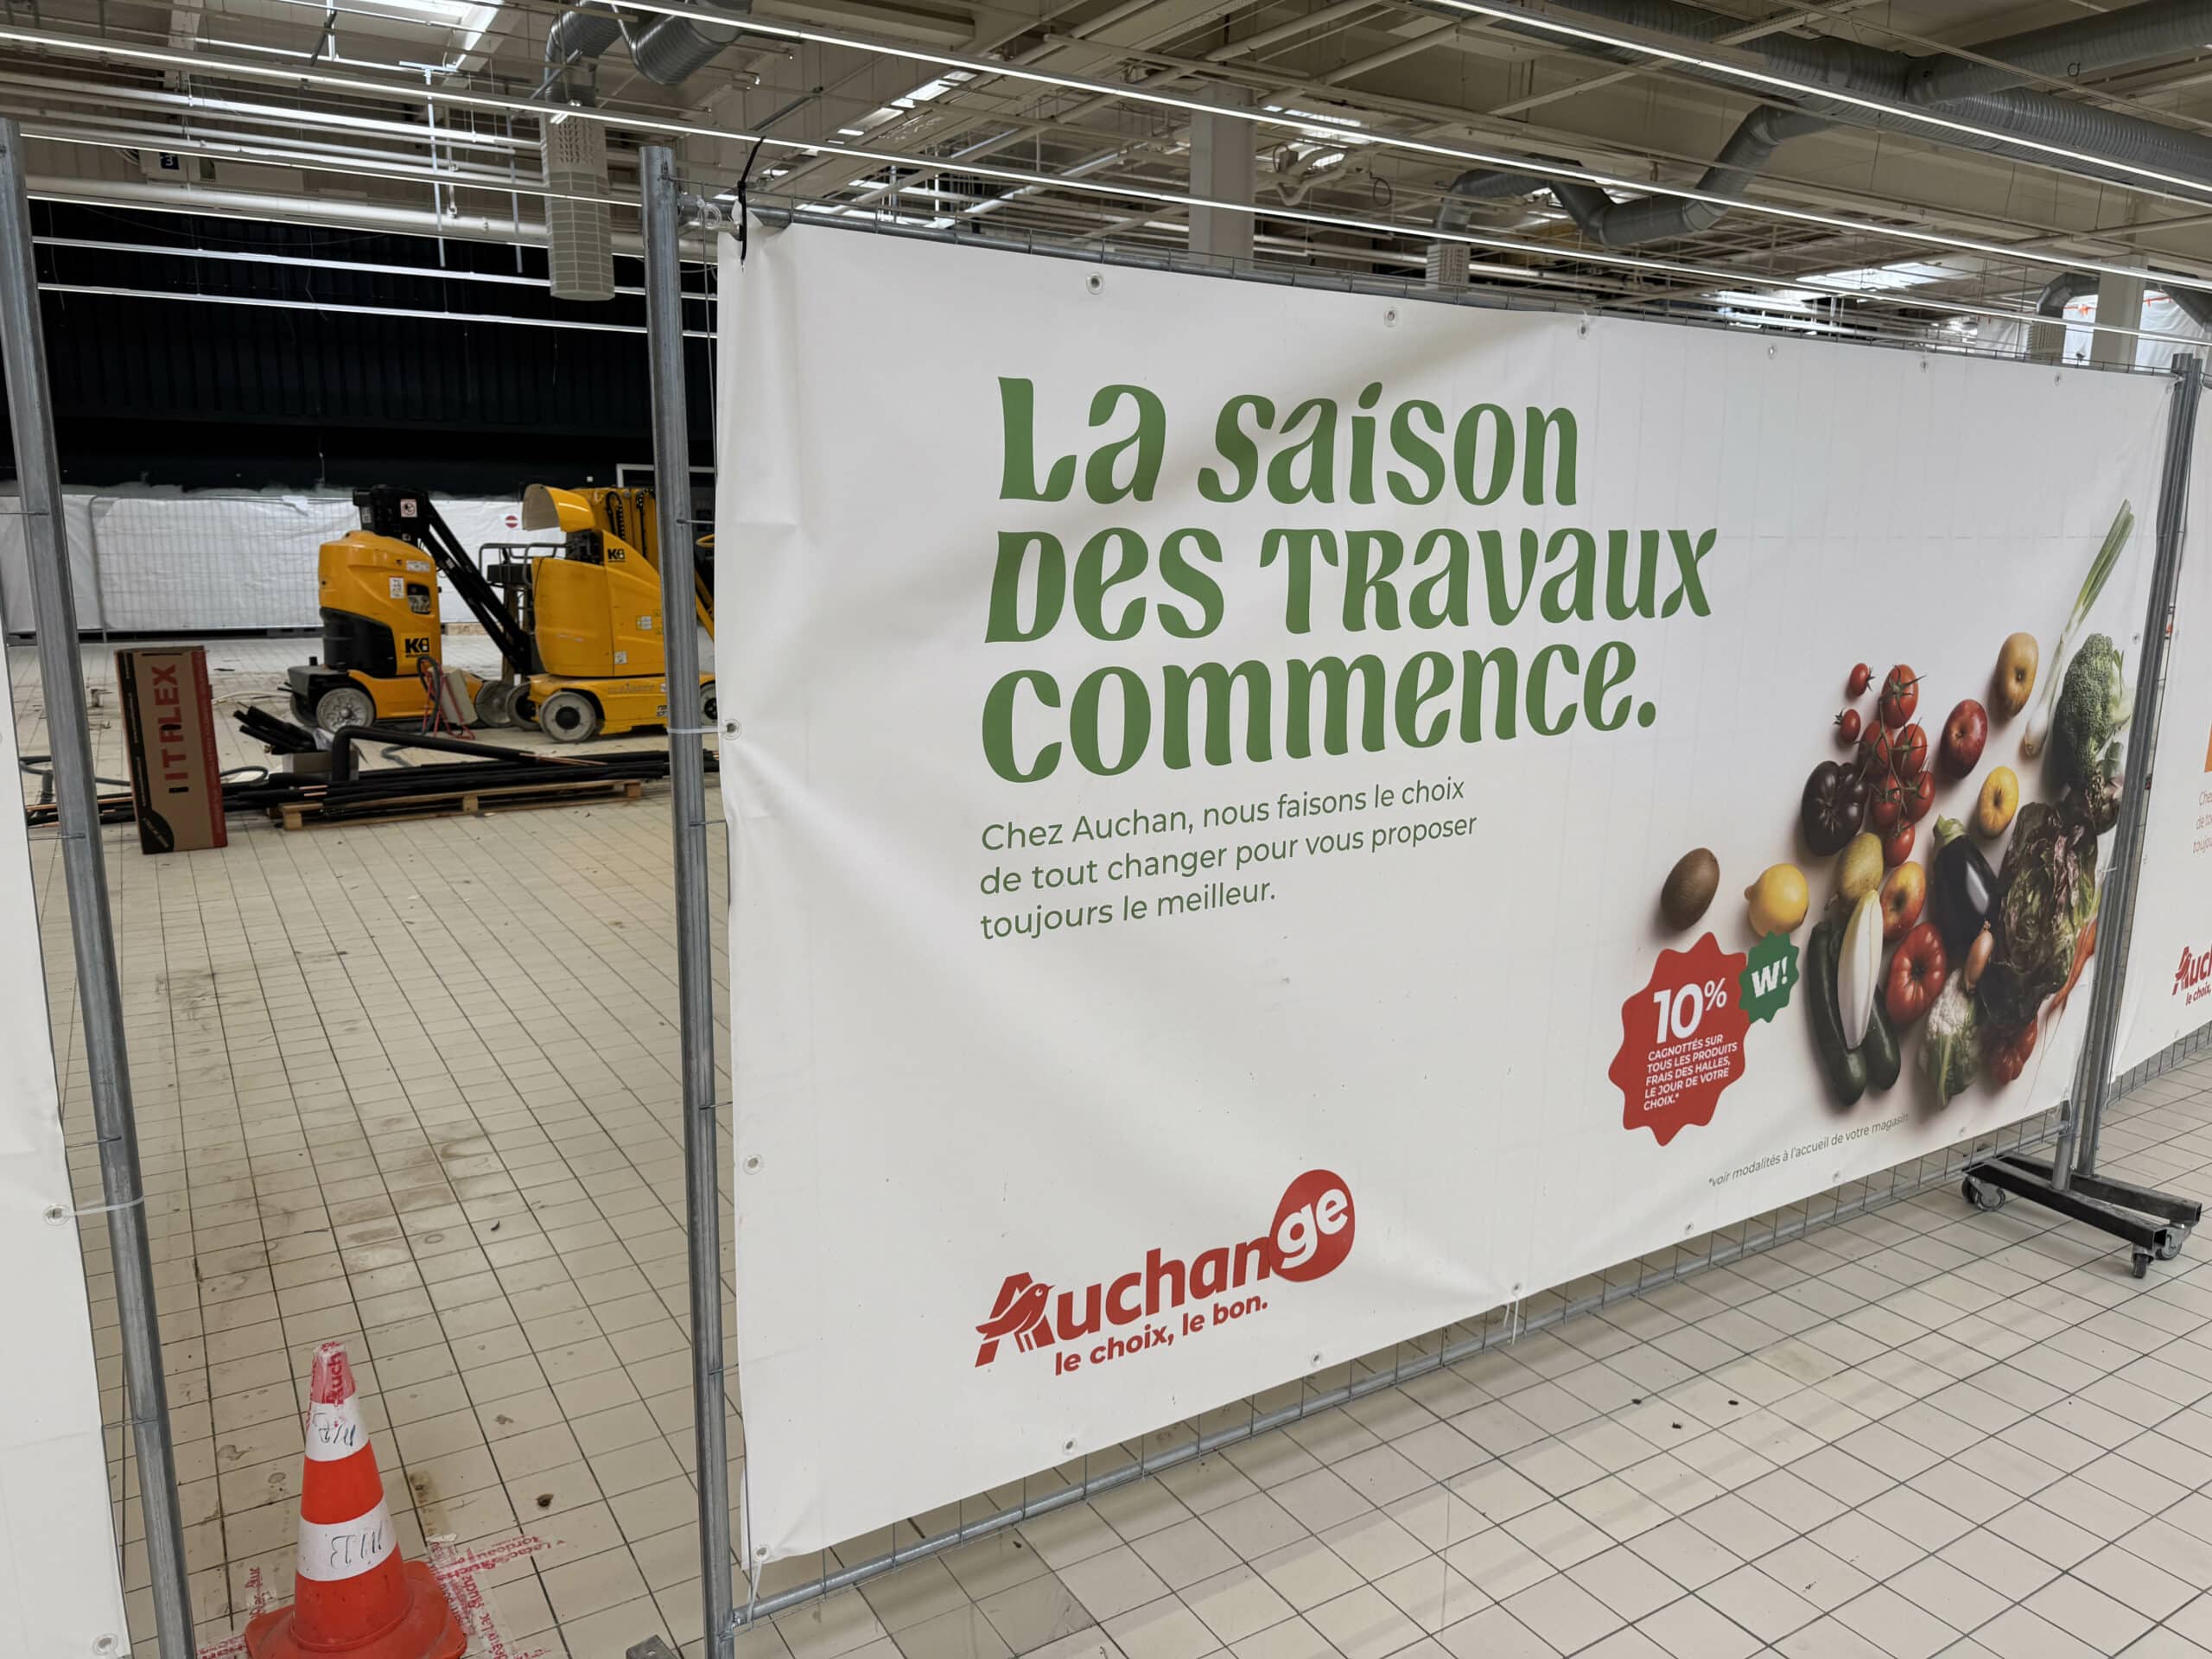 La saison
des travaux
commence.
Chez Auchan, nous faisons le choix
de tout changer pour vous proposer
toujours le meilleur.
10%
CAGNOTTÉS SUR
TOUS LES PRODUITS
FRAIS DES HALLES,
LE JOUR DE VOTRE
CHOIX.*
W!
*voir modalités à l'accueil de votre magasin
Auchange
le choix, le bon.
ITALEX
3